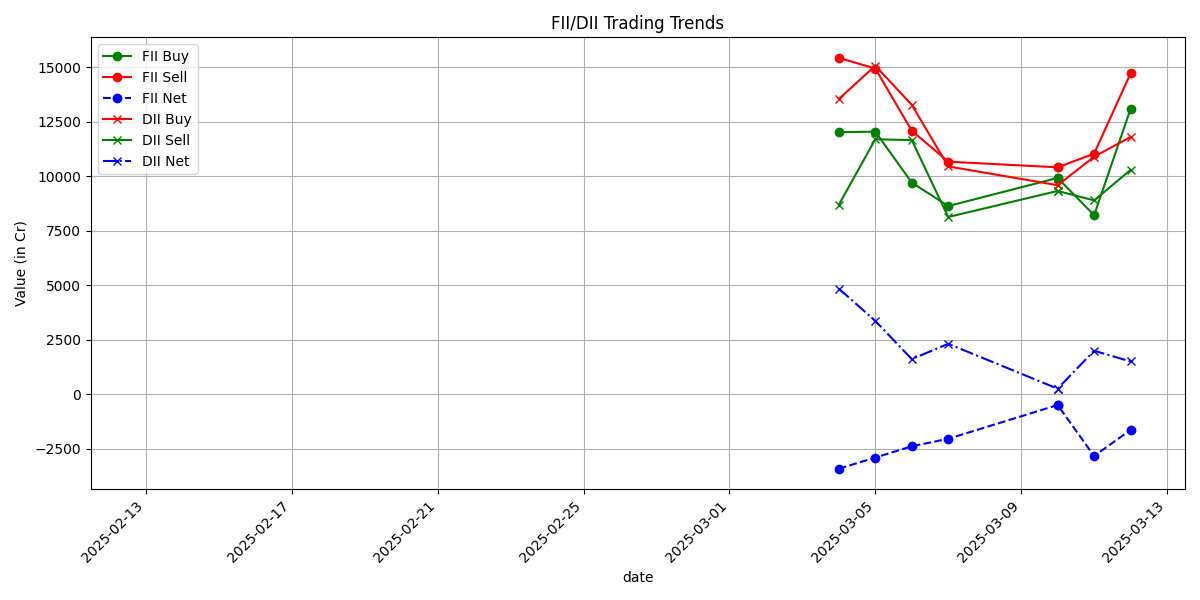 FII/DII Trading Trends
FII Buy
FII Sell
FII Net
DII Buy
DII Sell
DII Net
15000
12500
10000
7500
5000
2500
0
−2500
Value (in Cr)
2025-02-13
2025-02-17
2025-02-21
2025-02-25
2025-03-01
2025-03-05
2025-03-09
2025-03-13
date